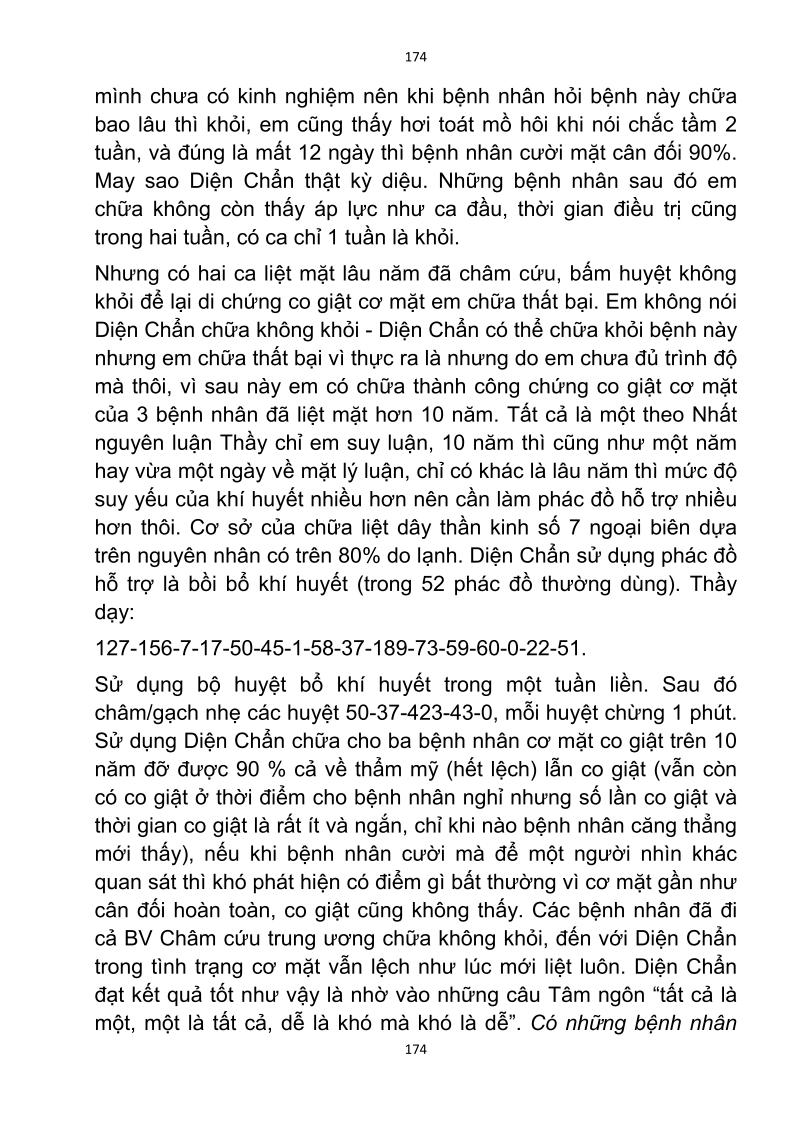 174
mình chưa có kinh nghiệm nên khi bệnh nhân hỏi bệnh này chữa
bao lâu thì khỏi, em cũng thấy hơi toát mồ hôi khi nói chắc tầm 2
tuần, và đúng là mất 12 ngày thì bệnh nhân cười mặt cân đối 90%.
May sao Diện Chẩn thật kỳ diệu. Những bệnh nhân sau đó em
chữa không còn thấy áp lực như ca đầu, thời gian điều trị cũng
trong hai tuần, có ca chỉ 1 tuần là khỏi.
Nhưng có hai ca liệt mặt lâu năm đã châm cứu, bấm huyệt không
khỏi để lại di chứng co giật cơ mặt em chữa thất bại. Em không nói
Diện Chẩn chữa không khỏi - Diện Chẩn có thể chữa khỏi bệnh này
nhưng em chữa thất bại vì thực ra là nhưng do em chưa đủ trình độ
mà thôi, vì sau này em có chữa thành công chứng co giật cơ mặt
của 3 bệnh nhân đã liệt mặt hơn 10 năm. Tất cả là một theo Nhất
nguyên luận Thầy chỉ em suy luận, 10 năm thì cũng như một năm
hay vừa một ngày về mặt lý luận, chỉ có khác là lâu năm thì mức độ
suy yếu của khí huyết nhiều hơn nên cần làm phác đồ hỗ trợ nhiều
hơn thôi. Cơ sở của chữa liệt dây thần kinh số 7 ngoại biên dựa
trên nguyên nhân có trên 80% do lạnh. Diện Chẩn sử dụng phác đồ
hỗ trợ là bồi bổ khí huyết (trong 52 phác đồ thường dùng). Thầy
dạy:
127-156-7-17-50-45-1-58-37-189-73-59-60-0-22-51.
Sử dụng bộ huyệt bổ khí huyết trong một tuần liền. Sau đó
châm/gạch nhẹ các huyệt 50-37-423-43-0, mỗi huyệt chừng 1 phút.
Sử dụng Diện Chẩn chữa cho ba bệnh nhân cơ mặt co giật trên 10
năm đỡ được 90 % cả về thẩm mỹ (hết lệch) lẫn co giật (vẫn còn
có co giật ở thời điểm cho bệnh nhân nghỉ nhưng số lần co giật và
thời gian co giật là rất ít và ngắn, chỉ khi nào bệnh nhân căng thẳng
mới thấy), nếu khi bệnh nhân cười mà để một người nhìn khác
quan sát thì khó phát hiện có điểm gì bất thường vì cơ mặt gần như
cân đối hoàn toàn, co giật cũng không thấy. Các bệnh nhân đã đi
cả BV Châm cứu trung ương chữa không khỏi, đến với Diện Chẩn
trong tình trạng cơ mặt vẫn lệch như lúc mới liệt luôn. Diện Chẩn
đạt kết quả tốt như vậy là nhờ vào những câu Tâm ngôn “tất cả là
một, một là tất cả, dễ là khó mà khó là dễ”. Có những bệnh nhân
174